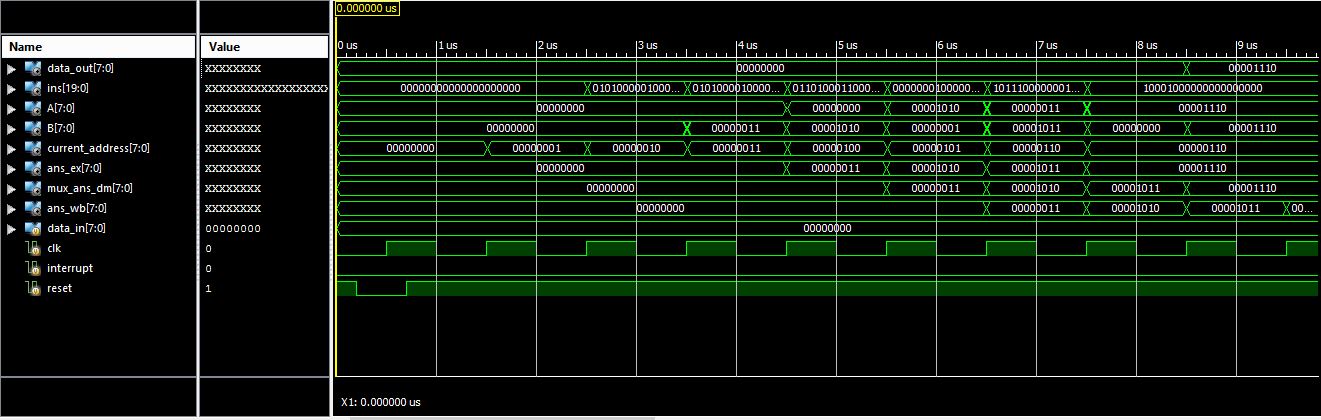 0.000000 us
Name Value 0 us 1 us 2 us 3 us 4 us 5 us 6 us 7 us 8 us 9 us
data_out[7:0] XXXXXXXX 00000000 00001110
ins[19:0] XXXXXXXXXXXXXXXXXXXX 00000000000000000000 0101000001000... 0101000010000... 0110100011000... 0000000100000... 1011100000001... 10001000000000000000
A[7:0] XXXXXXXX 00000000 00000000 00001010 00000011 00001110
B[7:0] XXXXXXXX 00000000 00000011 00001010 00000001 00001011 00000000 00001110
current_address[7:0] XXXXXXXX 00000000 00000001 00000010 00000011 00000100 00000101 00000110 00000110
ans_ex[7:0] XXXXXXXX 00000000 00000011 00001010 00001011 00001110
mux_ans_dm[7:0] XXXXXXXX 00000000 00000011 00001010 00001011 00001110
ans_wb[7:0] XXXXXXXX 00000000 00000011 00001010 00001011 00...
data_in[7:0] 00000000 00000000
clk 0
interrupt 0
reset 1
X1: 0.000000 us